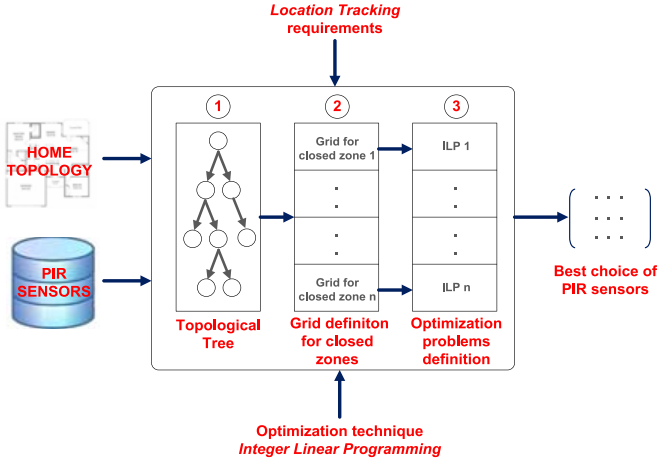 Location Tracking
requirements
1
2
3
HOME
TOPOLOGY
PIR
SENSORS
Grid for
closed zone 1
.
.
.
.
Grid for
closed zone n
ILP 1
.
.
.
.
ILP n
Topological
Tree
Grid definiton
for closed
zones
Optimization
problems
definition
. . .
. . .
. . .
Best choice of
PIR sensors
Optimization technique
Integer Linear Programming